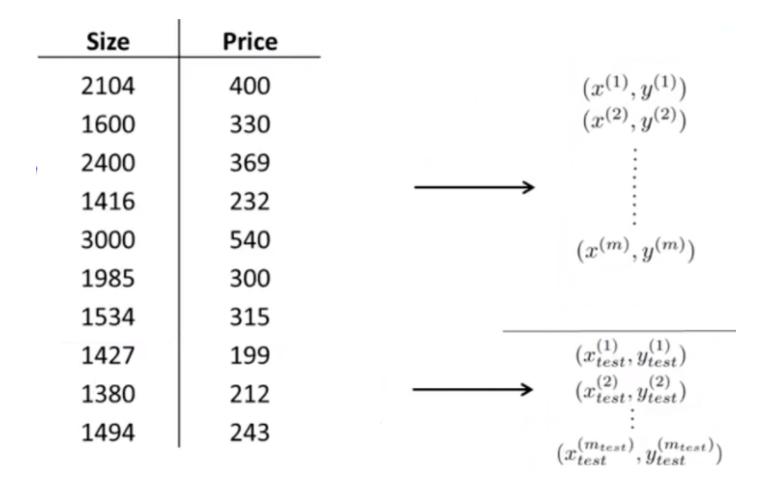 Size Price
2104 400
1600 330
2400 369
1416 232
3000 540
1985 300
1534 315
1427 199
1380 212
1494 243
(x^{(1)}, y^{(1)})
(x^{(2)}, y^{(2)})
⋮
(x^{(m)}, y^{(m)})
(x_{test}^{(1)}, y_{test}^{(1)})
(x_{test}^{(2)}, y_{test}^{(2)})
⋮
(x_{test}^{(m_{test})}, y_{test}^{(m_{test})})